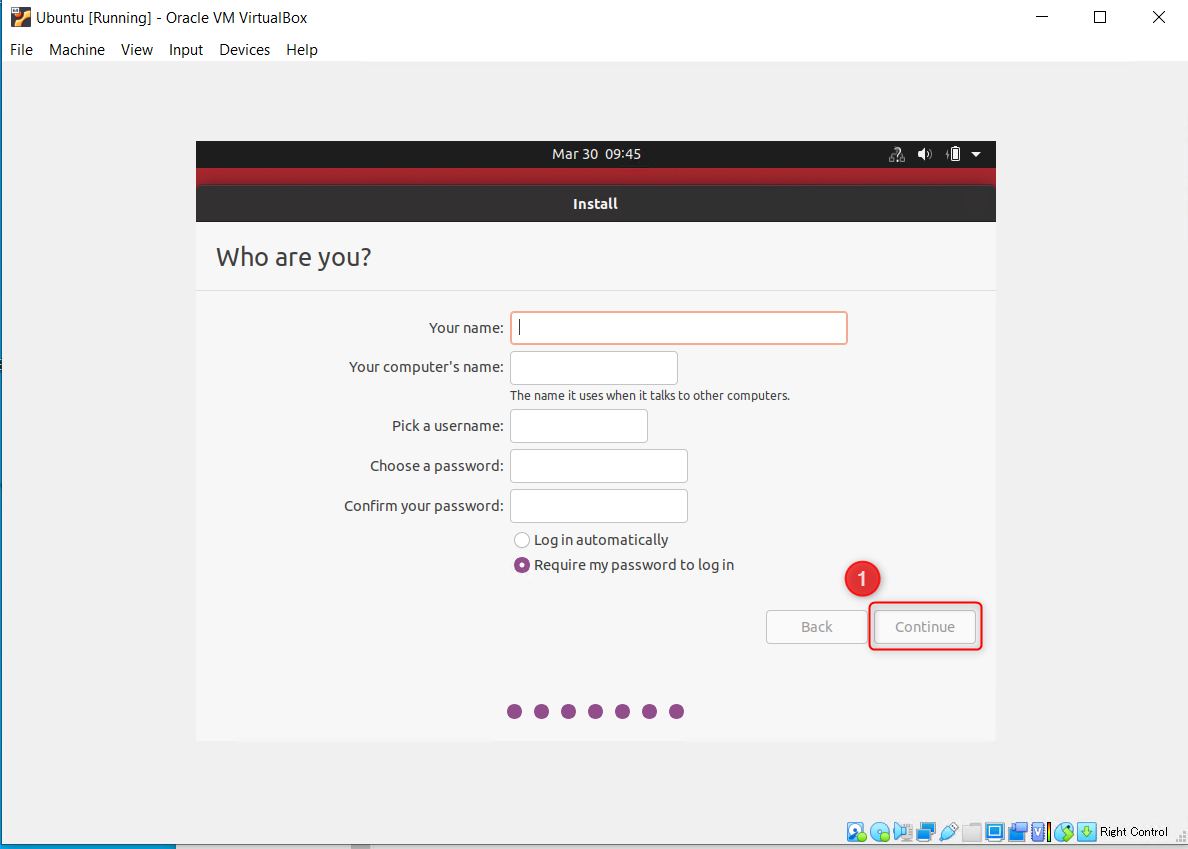 Ubuntu [Running] - Oracle VM VirtualBox
File Machine View Input Devices Help
Mar 30 09:45
Install
Who are you?
Your name:
Your computer's name:
The name it uses when it talks to other computers.
Pick a username:
Choose a password:
Confirm your password:
Log in automatically
Require my password to log in
1
Back Continue
Right Control